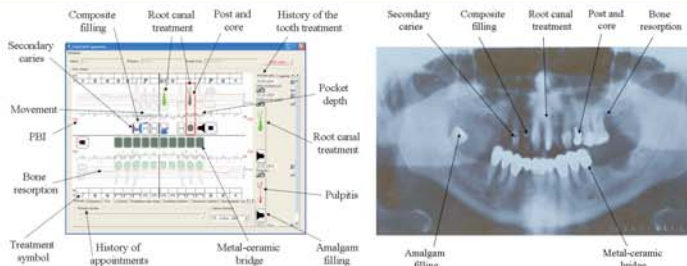 Composite
filling
Root canal
treatment
Post and
core
History of the
tooth treatment
Secondary
caries
Movement
PBI
Bone
resorption
Treatment
symbol
History of
appointments
Metal-ceramic
bridge
Pocket
depth
Root canal
treatment
Pulpitis
Amalgam
filling
Secondary
caries
Composite
filling
Root canal
treatment
Post and
core
Bone
resorption
Amalgam
filling
Metal-ceramic
bridge